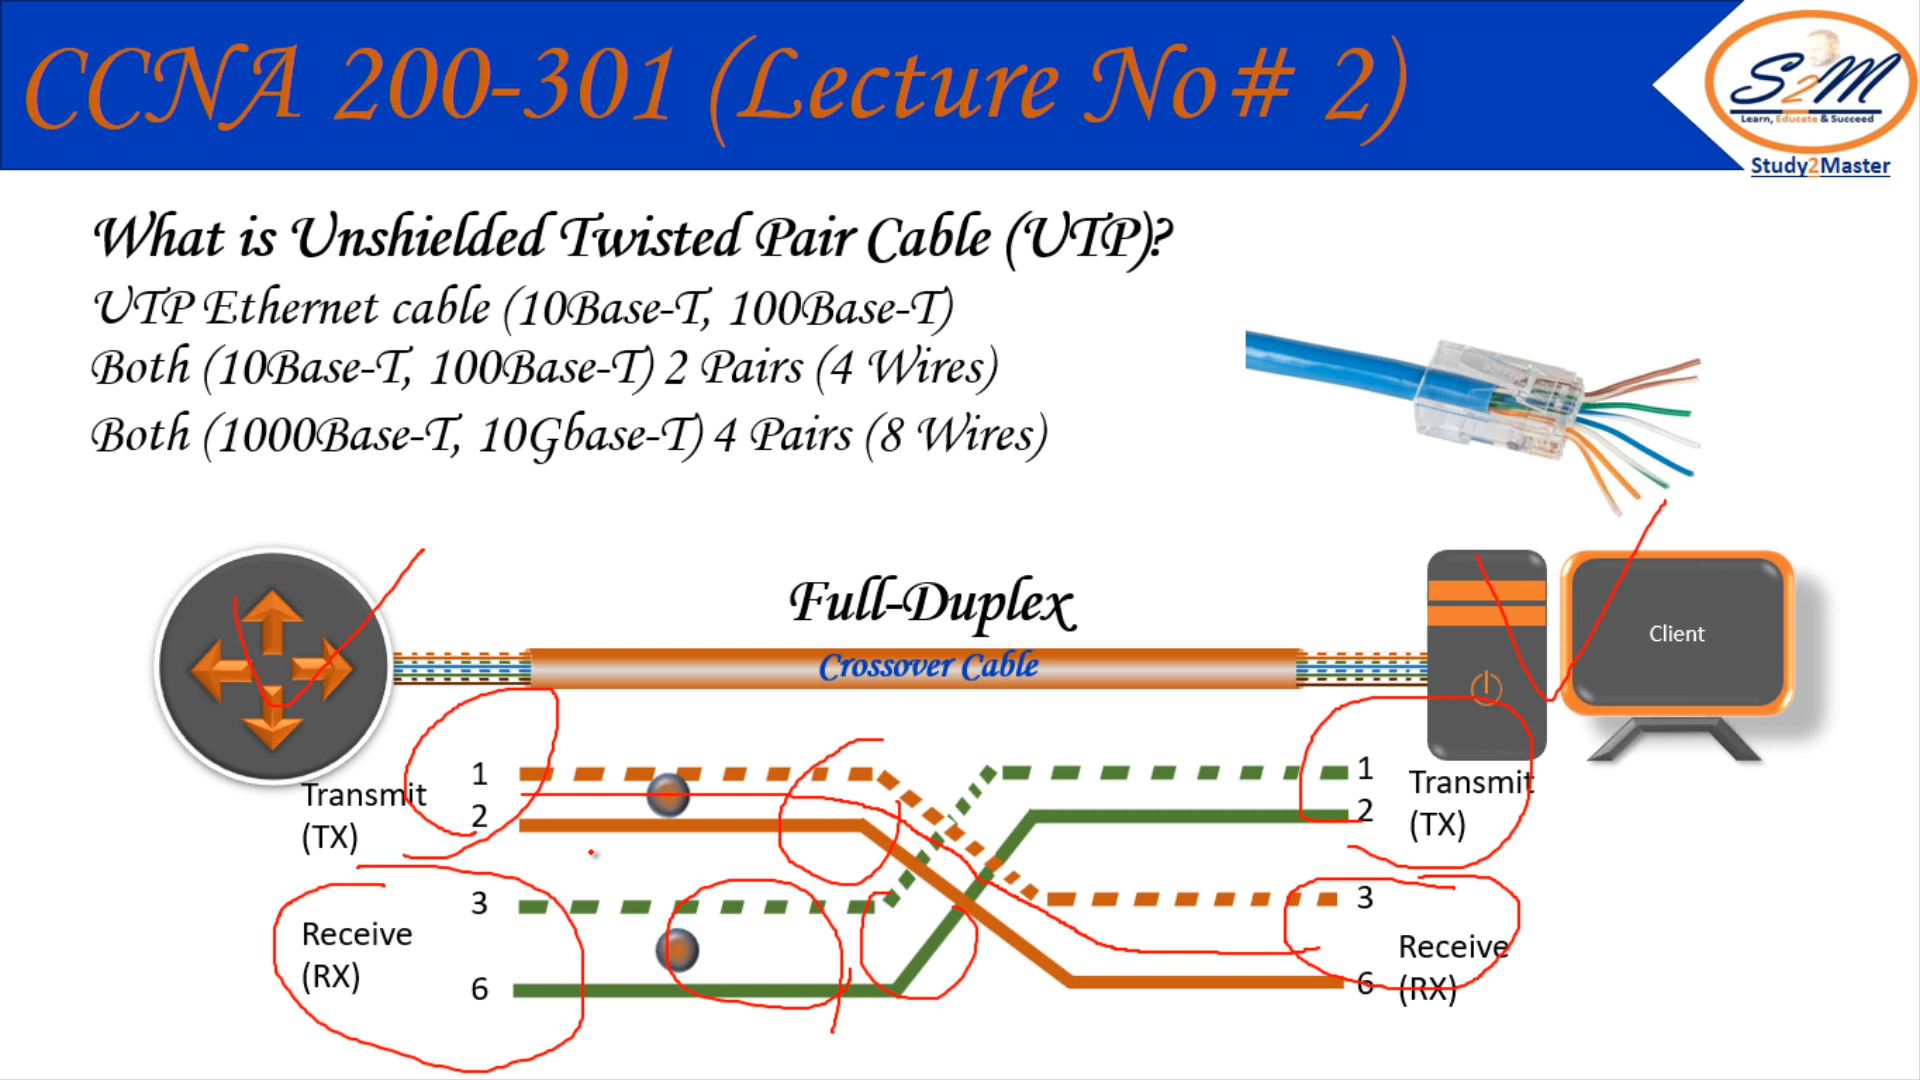 CCNA 200-301 (Lecture No# 2)
S2M
Learn, Educate & Succeed
Study2Master
What is Unshielded Twisted Pair Cable (UTP)?
UTP Ethernet cable (10Base-T, 100Base-T)
Both (10Base-T, 100Base-T) 2 Pairs (4 Wires)
Both (1000Base-T, 10Gbase-T) 4 Pairs (8 Wires)
Full-Duplex
Client
Crossover Cable
1
1
Transmit
(TX)
2
2
Transmit
(TX)
3
3
Receive
(RX)
6
6
Receive
(RX)